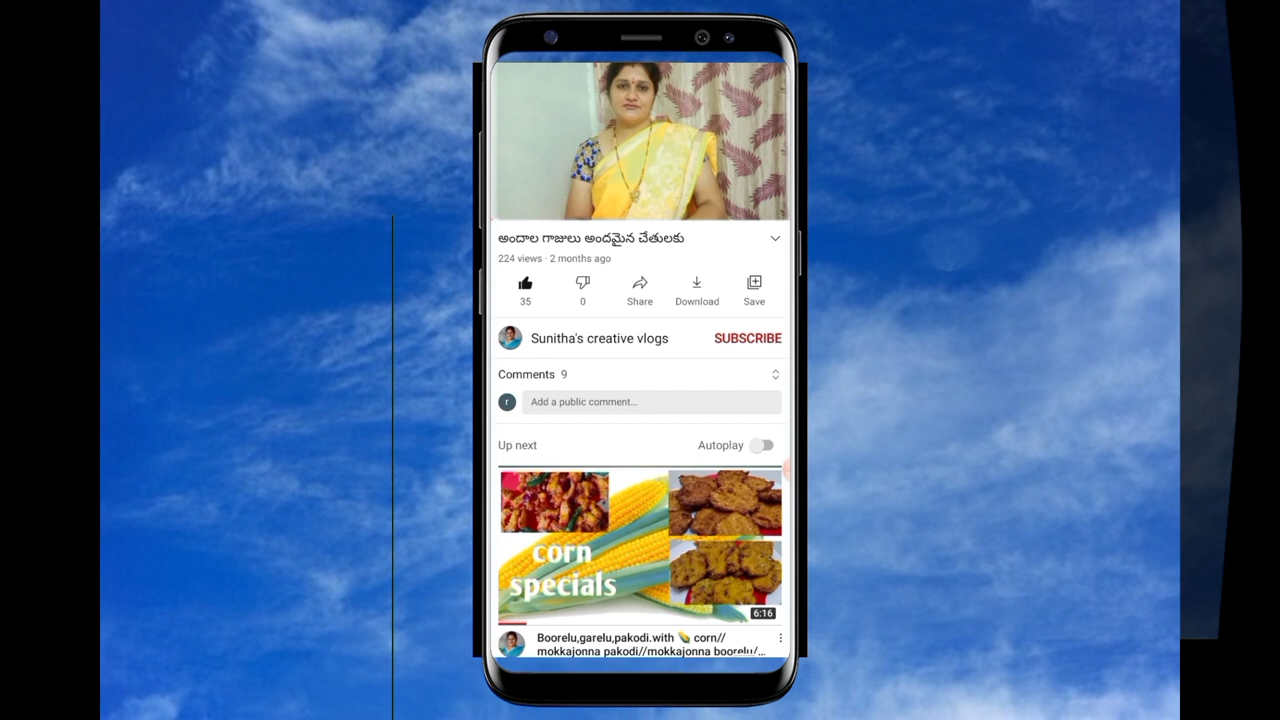 అందాల గాజులు అందమైన చేతులకు
224 views · 2 months ago
35
0
Share
Download
Save
Sunitha's creative vlogs
SUBSCRIBE
Comments 9
r
Add a public comment...
Up next
Autoplay
corn
specials
6:16
Boorelu,garelu,pakodi.with 🌽 corn//
mokkajonna pakodi//mokkajonna boorelu/...